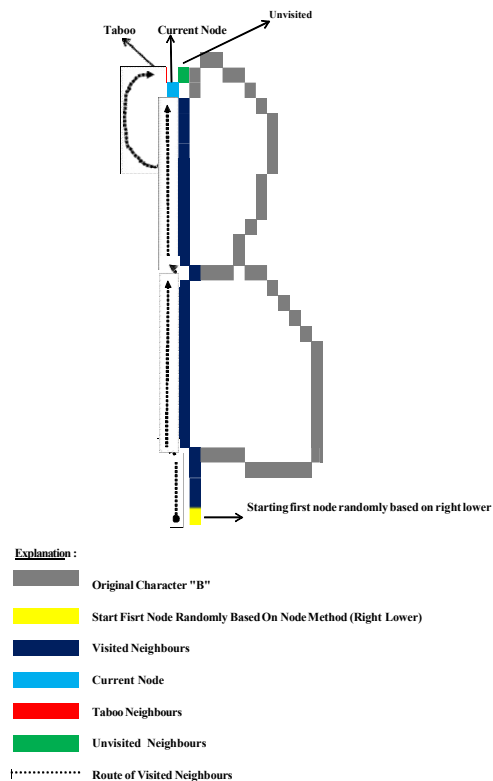 Unvisited
Taboo Current Node
Starting first node randomly based on right lower
Explanation :
Original Character "B"
Start Fisrt Node Randomly Based On Node Method (Right Lower)
Visited Neighbours
Current Node
Taboo Neighbours
Unvisited Neighbours
Route of Visited Neighbours